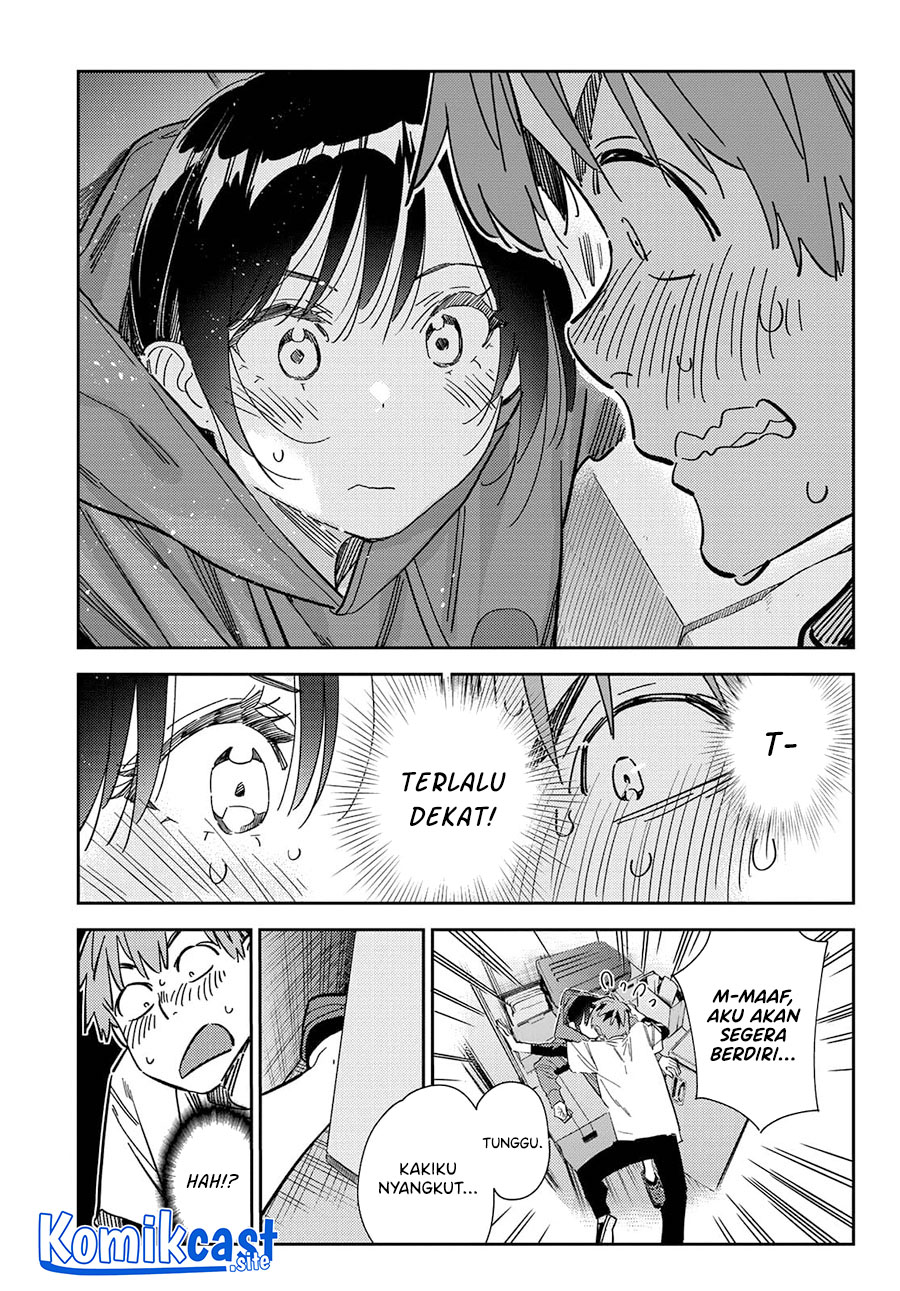 T-
TERLALU
DEKAT!
M-MAAF,
AKU AKAN
SEGERA
BERDIRI...
TUNGGU.
KAKIKU
NYANGKUT...
HAH!?
Komikcast
.site